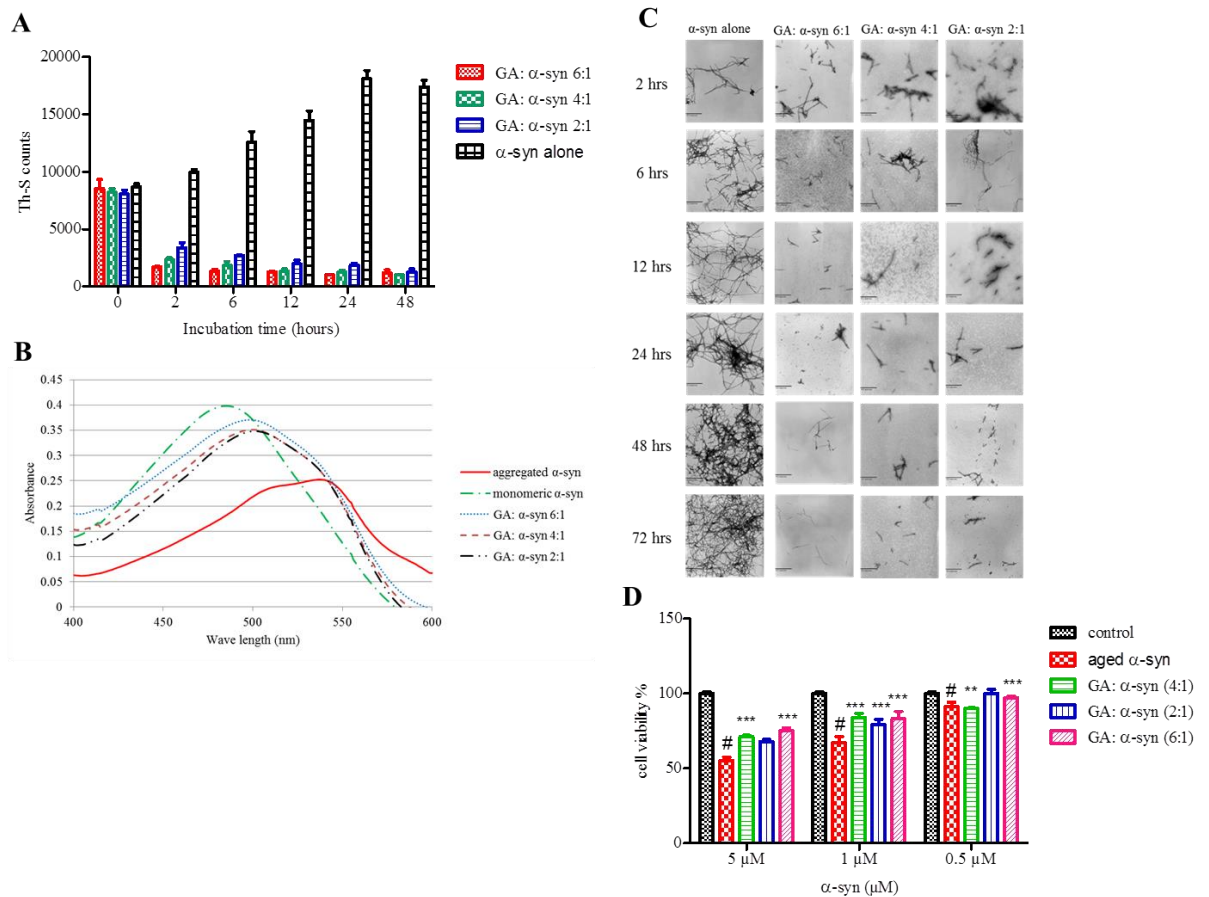 A
20000
15000
10000
5000
0
Th-S counts
0 2 6 12 24 48
Incubation time (hours)
GA: α-syn 6:1
GA: α-syn 4:1
GA: α-syn 2:1
α-syn alone
B
0.45
0.4
0.35
0.3
0.25
0.2
0.15
0.1
0.05
0
Absorbance
400 450 500 550 600
Wave length (nm)
aggregated α-syn
monomeric α-syn
GA: α-syn 6:1
GA: α-syn 4:1
GA: α-syn 2:1
C
α-syn alone GA: α-syn 6:1 GA: α-syn 4:1 GA: α-syn 2:1
2 hrs
6 hrs
12 hrs
24 hrs
48 hrs
72 hrs
D
150
100
50
0
cell viability %
# *** ***
# *** *** ***
# ** ***
5 µM 1 µM 0.5 µM
α-syn (µM)
control
aged α-syn
GA: α-syn (4:1)
GA: α-syn (2:1)
GA: α-syn (6:1)